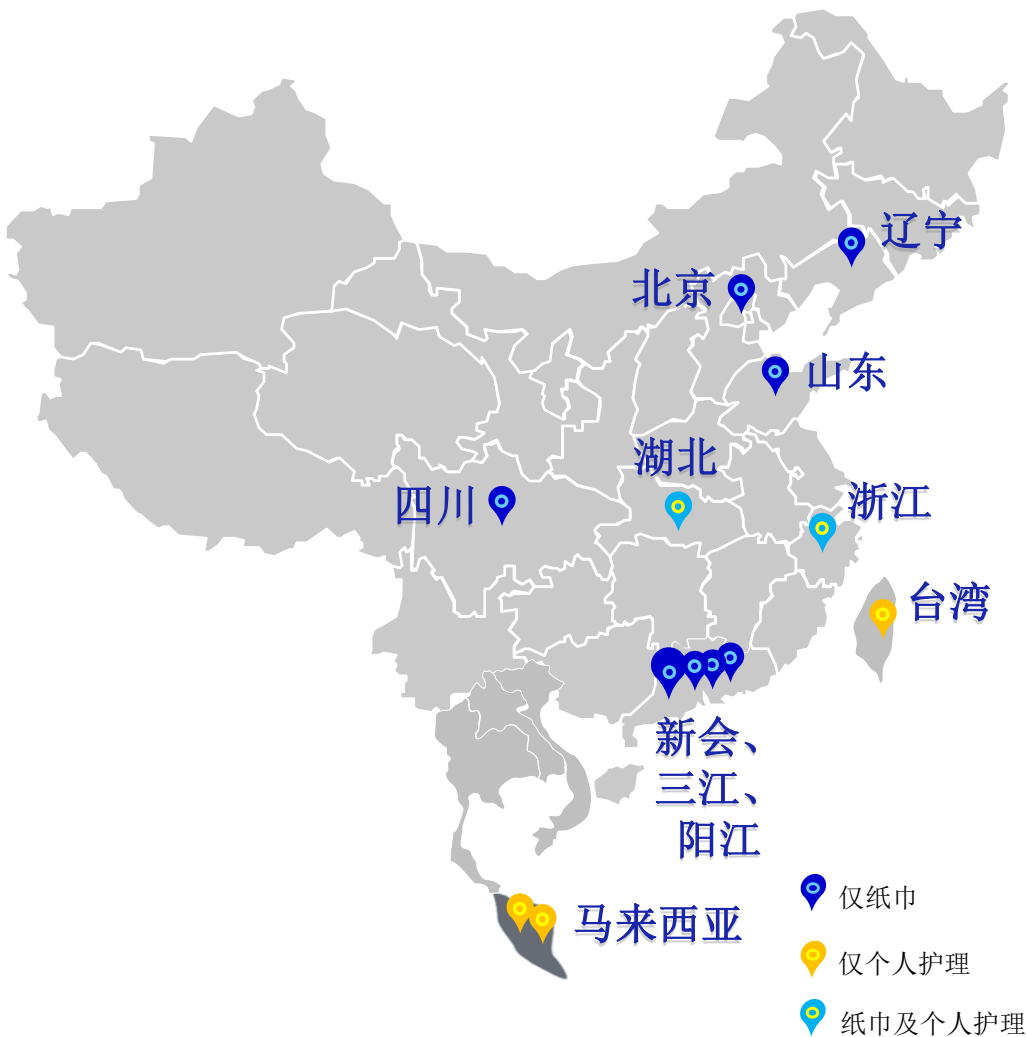 辽宁
北京
山东
湖北
四川
浙江
台湾
新会、
三江、
阳江
马来西亚
仅纸巾
仅个人护理
纸巾及个人护理